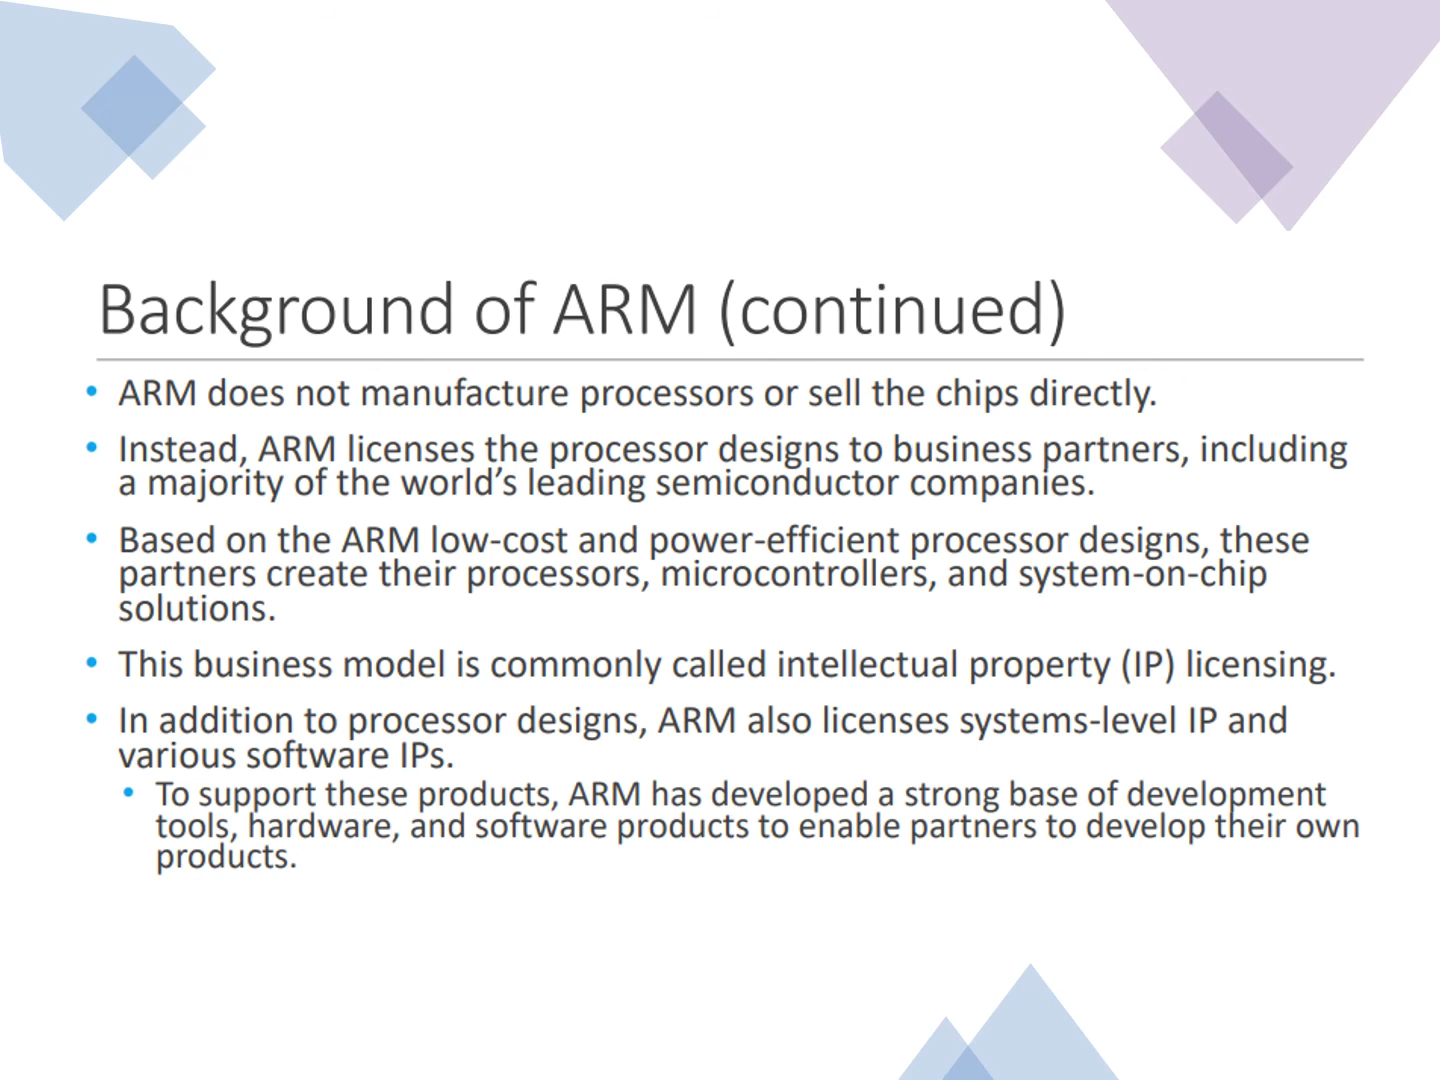 Background of ARM (continued)
• ARM does not manufacture processors or sell the chips directly.
• Instead, ARM licenses the processor designs to business partners, including
a majority of the world’s leading semiconductor companies.
• Based on the ARM low-cost and power-efficient processor designs, these
partners create their processors, microcontrollers, and system-on-chip
solutions.
• This business model is commonly called intellectual property (IP) licensing.
• In addition to processor designs, ARM also licenses systems-level IP and
various software IPs.
• To support these products, ARM has developed a strong base of development
tools, hardware, and software products to enable partners to develop their own
products.